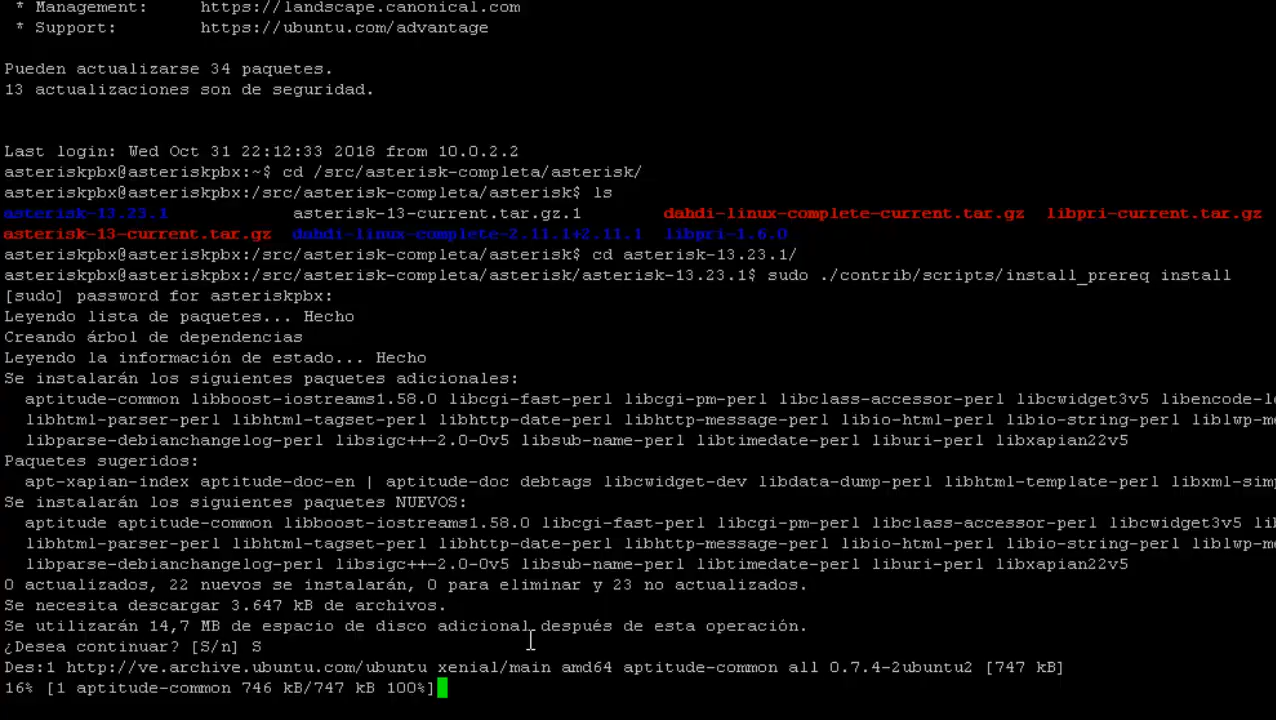 * Management:     https://landscape.canonical.com
* Support:        https://ubuntu.com/advantage
Pueden actualizarse 34 paquetes.
13 actualizaciones son de seguridad.
Last login: Wed Oct 31 22:12:33 2018 from 10.0.2.2
asteriskpbx@asteriskpbx:~$ cd /src/asterisk-completa/asterisk/
asteriskpbx@asteriskpbx:/src/asterisk-completa/asterisk$ ls
asterisk-13.23.1            asterisk-13-current.tar.gz.1        dahdi-linux-complete-current.tar.gz  libpri-current.tar.gz
asterisk-13-current.tar.gz  dahdi-linux-complete-2.11.1+2.11.1  libpri-1.6.0
asteriskpbx@asteriskpbx:/src/asterisk-completa/asterisk$ cd asterisk-13.23.1/
asteriskpbx@asteriskpbx:/src/asterisk-completa/asterisk/asterisk-13.23.1$ sudo ./contrib/scripts/install_prereq install
[sudo] password for asteriskpbx:
Leyendo lista de paquetes... Hecho
Creando árbol de dependencias
Leyendo la información de estado... Hecho
Se instalarán los siguientes paquetes adicionales:
aptitude-common libboost-iostreams1.58.0 libcgi-fast-perl libcgi-pm-perl libclass-accessor-perl libcwidget3v5 libencode-l
libhtml-parser-perl libhtml-tagset-perl libhttp-date-perl libhttp-message-perl libio-html-perl libio-string-perl liblwp-m
libparse-debianchangelog-perl libsigc++-2.0-0v5 libsub-name-perl libtimedate-perl liburi-perl libxapian22v5
Paquetes sugeridos:
apt-xapian-index aptitude-doc-en | aptitude-doc debtags libcwidget-dev libdata-dump-perl libhtml-template-perl libxml-sim
Se instalarán los siguientes paquetes NUEVOS:
aptitude aptitude-common libboost-iostreams1.58.0 libcgi-fast-perl libcgi-pm-perl libclass-accessor-perl libcwidget3v5 li
libhtml-parser-perl libhtml-tagset-perl libhttp-date-perl libhttp-message-perl libio-html-perl libio-string-perl liblwp-m
libparse-debianchangelog-perl libsigc++-2.0-0v5 libsub-name-perl libtimedate-perl liburi-perl libxapian22v5
0 actualizados, 22 nuevos se instalarán, 0 para eliminar y 23 no actualizados.
Se necesita descargar 3.647 kB de archivos.
Se utilizarán 14,7 MB de espacio de disco adicional después de esta operación.
¿Desea continuar? [S/n] S
Des:1 http://ve.archive.ubuntu.com/ubuntu xenial/main amd64 aptitude-common all 0.7.4-2ubuntu2 [747 kB]
16% [1 aptitude-common 746 kB/747 kB 100%]